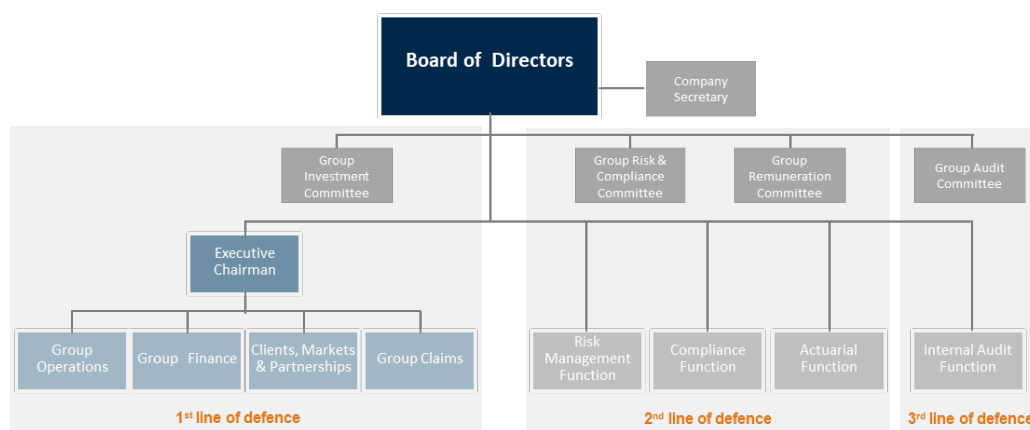 Board of Directors
Company
Secretary
Group
Investment
Committee
Group Risk &
Compliance
Committee
Group
Remuneration
Committee
Group Audit
Committee
Executive
Chairman
Group
Operations
Group Finance
Clients, Markets
& Partnerships
Group Claims
Risk
Management
Function
Compliance
Function
Actuarial
Function
Internal Audit
Function
1st line of defence
2nd line of defence
3rd line of defence